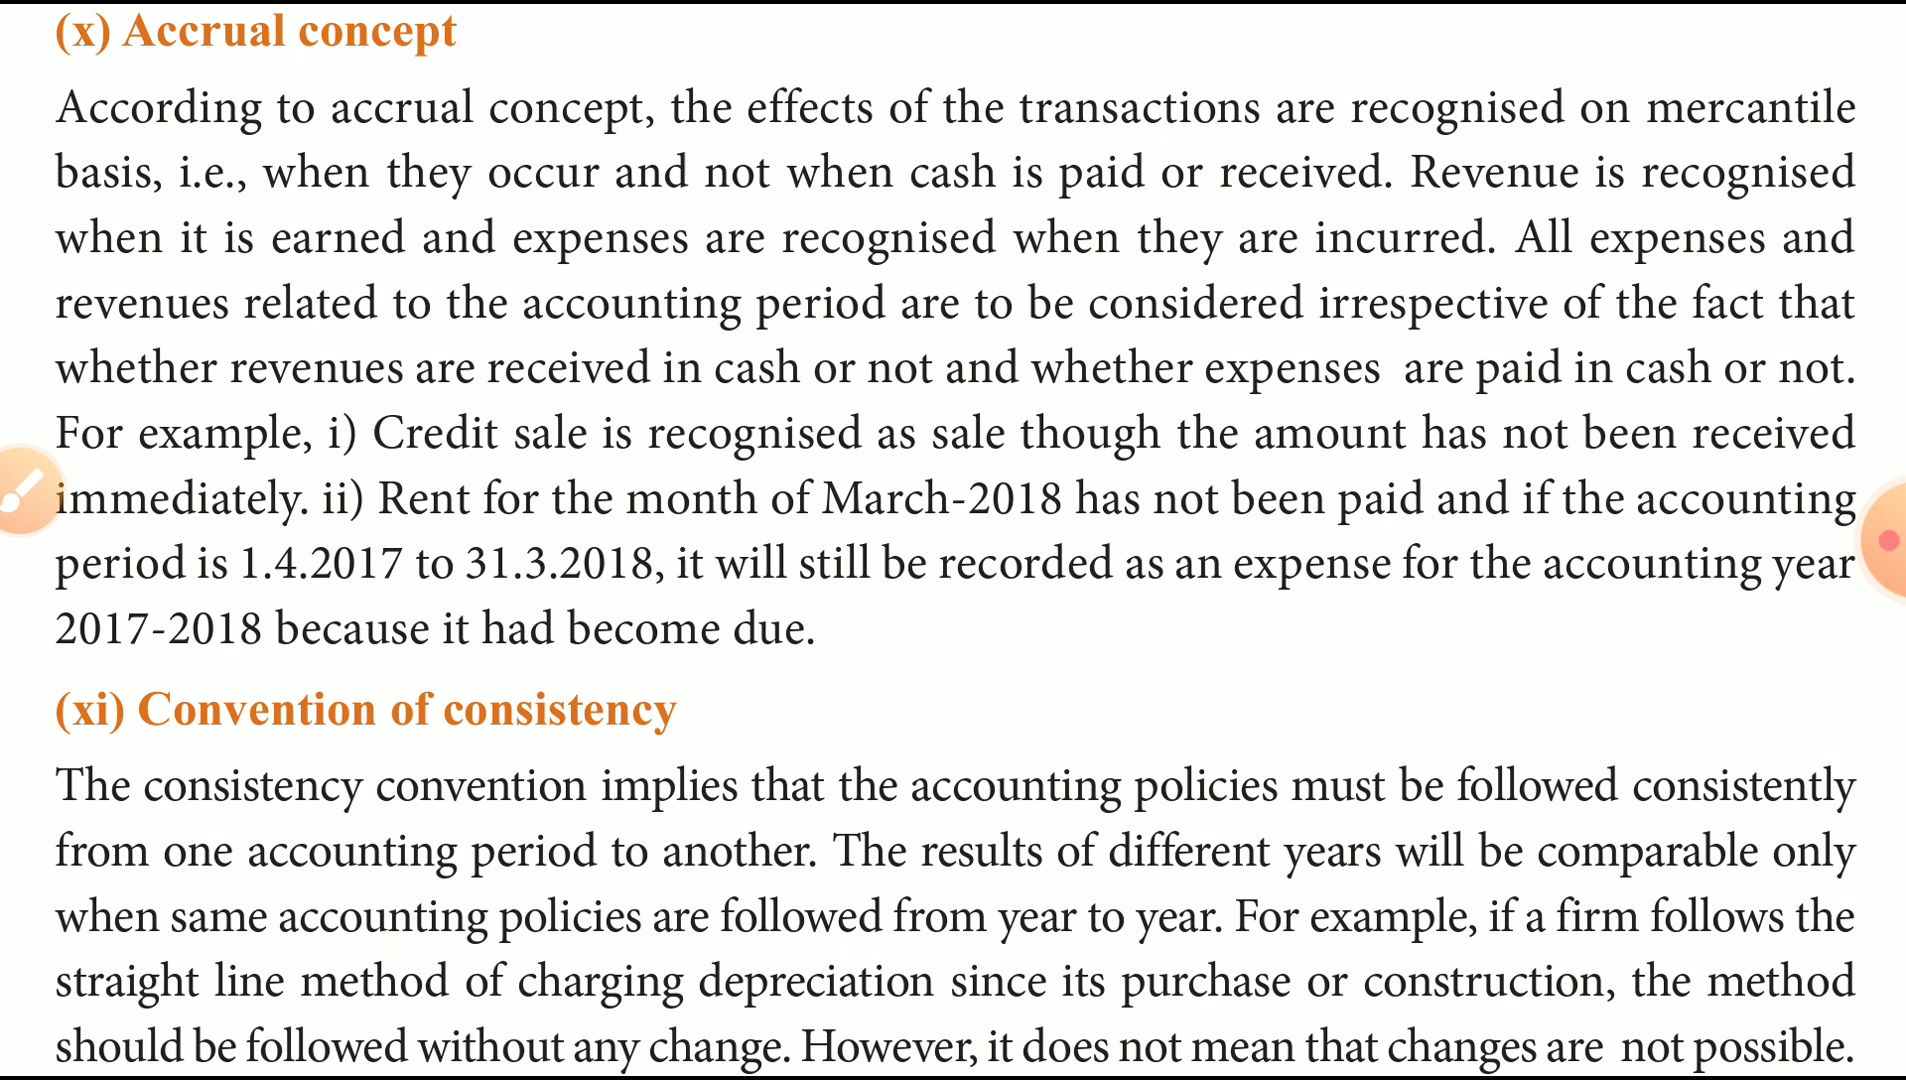 (x) Accrual concept
According to accrual concept, the effects of the transactions are recognised on mercantile
basis, i.e., when they occur and not when cash is paid or received. Revenue is recognised
when it is earned and expenses are recognised when they are incurred. All expenses and
revenues related to the accounting period are to be considered irrespective of the fact that
whether revenues are received in cash or not and whether expenses are paid in cash or not.
For example, i) Credit sale is recognised as sale though the amount has not been received
immediately. ii) Rent for the month of March-2018 has not been paid and if the accounting
period is 1.4.2017 to 31.3.2018, it will still be recorded as an expense for the accounting year
2017-2018 because it had become due.
(xi) Convention of consistency
The consistency convention implies that the accounting policies must be followed consistently
from one accounting period to another. The results of different years will be comparable only
when same accounting policies are followed from year to year. For example, if a firm follows the
straight line method of charging depreciation since its purchase or construction, the method
should be followed without any change. However, it does not mean that changes are not possible.